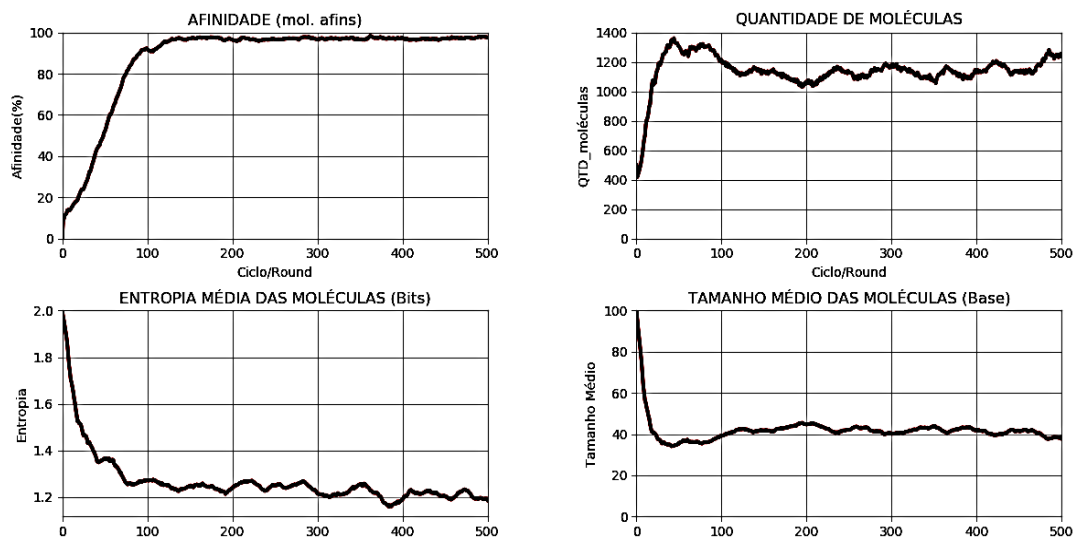 AFINIDADE (mol. afins)
Afinidade(%)
100
80
60
40
20
0
0 100 200 300 400 500
Ciclo/Round
QUANTIDADE DE MOLÉCULAS
QTD_moléculas
1400
1200
1000
800
600
400
200
0
0 100 200 300 400 500
Ciclo/Round
ENTROPIA MÉDIA DAS MOLÉCULAS (Bits)
Entropia
2.0
1.8
1.6
1.4
1.2
0 100 200 300 400 500
TAMANHO MÉDIO DAS MOLÉCULAS (Base)
Tamanho Médio
100
80
60
40
20
0
0 100 200 300 400 500